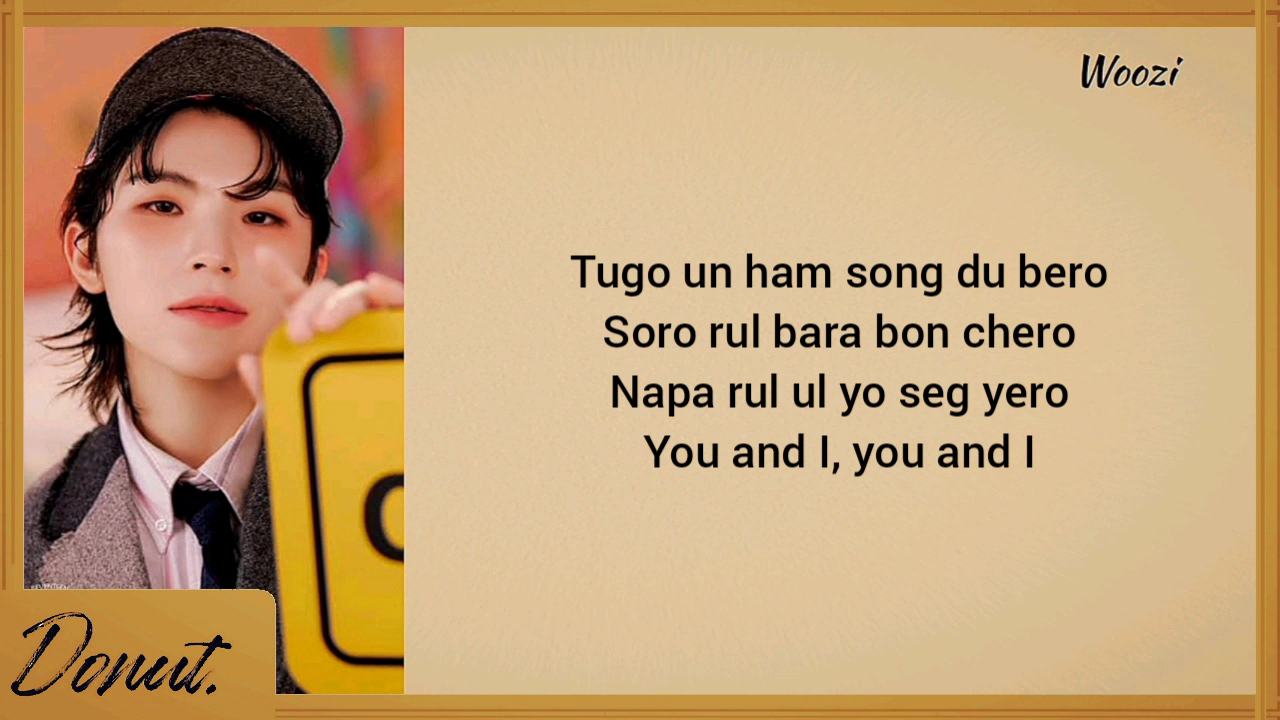 Woozi
Tugo un ham song du bero
Soro rul bara bon chero
Napa rul ul yo seg yero
You and I, you and I
Donut.